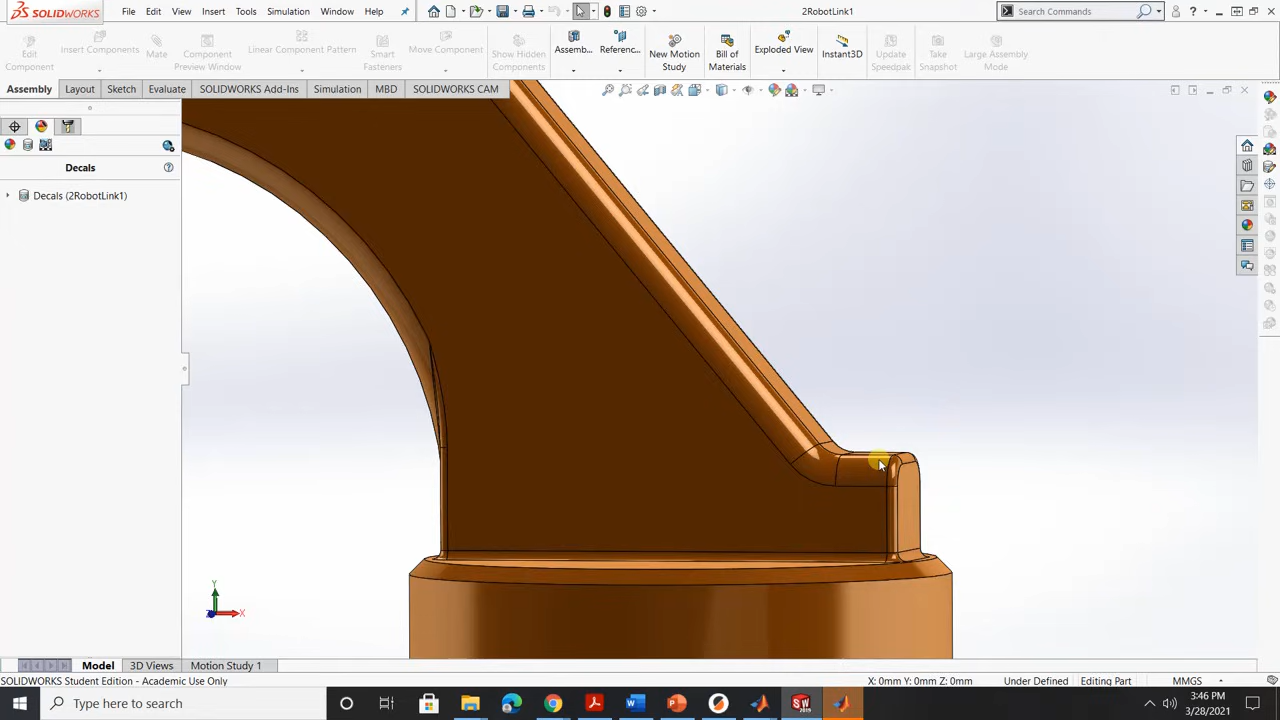 SOLIDWORKS File Edit View Insert Tools Simulation Window Help 2RobotLink1 Search Commands
Edit Component
Insert Components
Mate
Component Preview Window
Linear Component Pattern
Smart Fasteners
Move Component
Show Hidden Components
Assemb...
Referenc...
New Motion Study
Bill of Materials
Exploded View
Instant3D
Update Speedpak
Take Snapshot
Large Assembly Mode
Assembly Layout Sketch Evaluate SOLIDWORKS Add-Ins Simulation MBD SOLIDWORKS CAM
Decals
Decals (2RobotLink1)
Y
X
Z
Model 3D Views Motion Study 1
SOLIDWORKS Student Edition - Academic Use Only X: 0mm Y: 0mm Z: 0mm Under Defined Editing Part MMGS
Type here to search
3:46 PM
3/28/2021